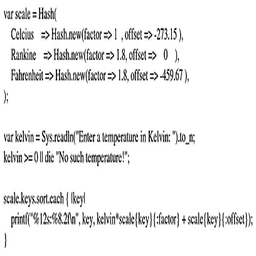 var scale = Hash(
Celcius => Hash.new(factor => 1 , offset => -273.15 ),
Rankine => Hash.new(factor => 1.8, offset => 0 ),
Fahrenheit => Hash.new(factor => 1.8, offset => -459.67 ),
);
var kelvin = Sys.readln("Enter a temperature in Kelvin: ").to_n;
kelvin >= 0 || die "No such temperature!";
scale.keys.sort.each { |key|
printf("%12s:%8.2f\n", key, kelvin*scale{key}{:factor} + scale{key}{:offset});
}